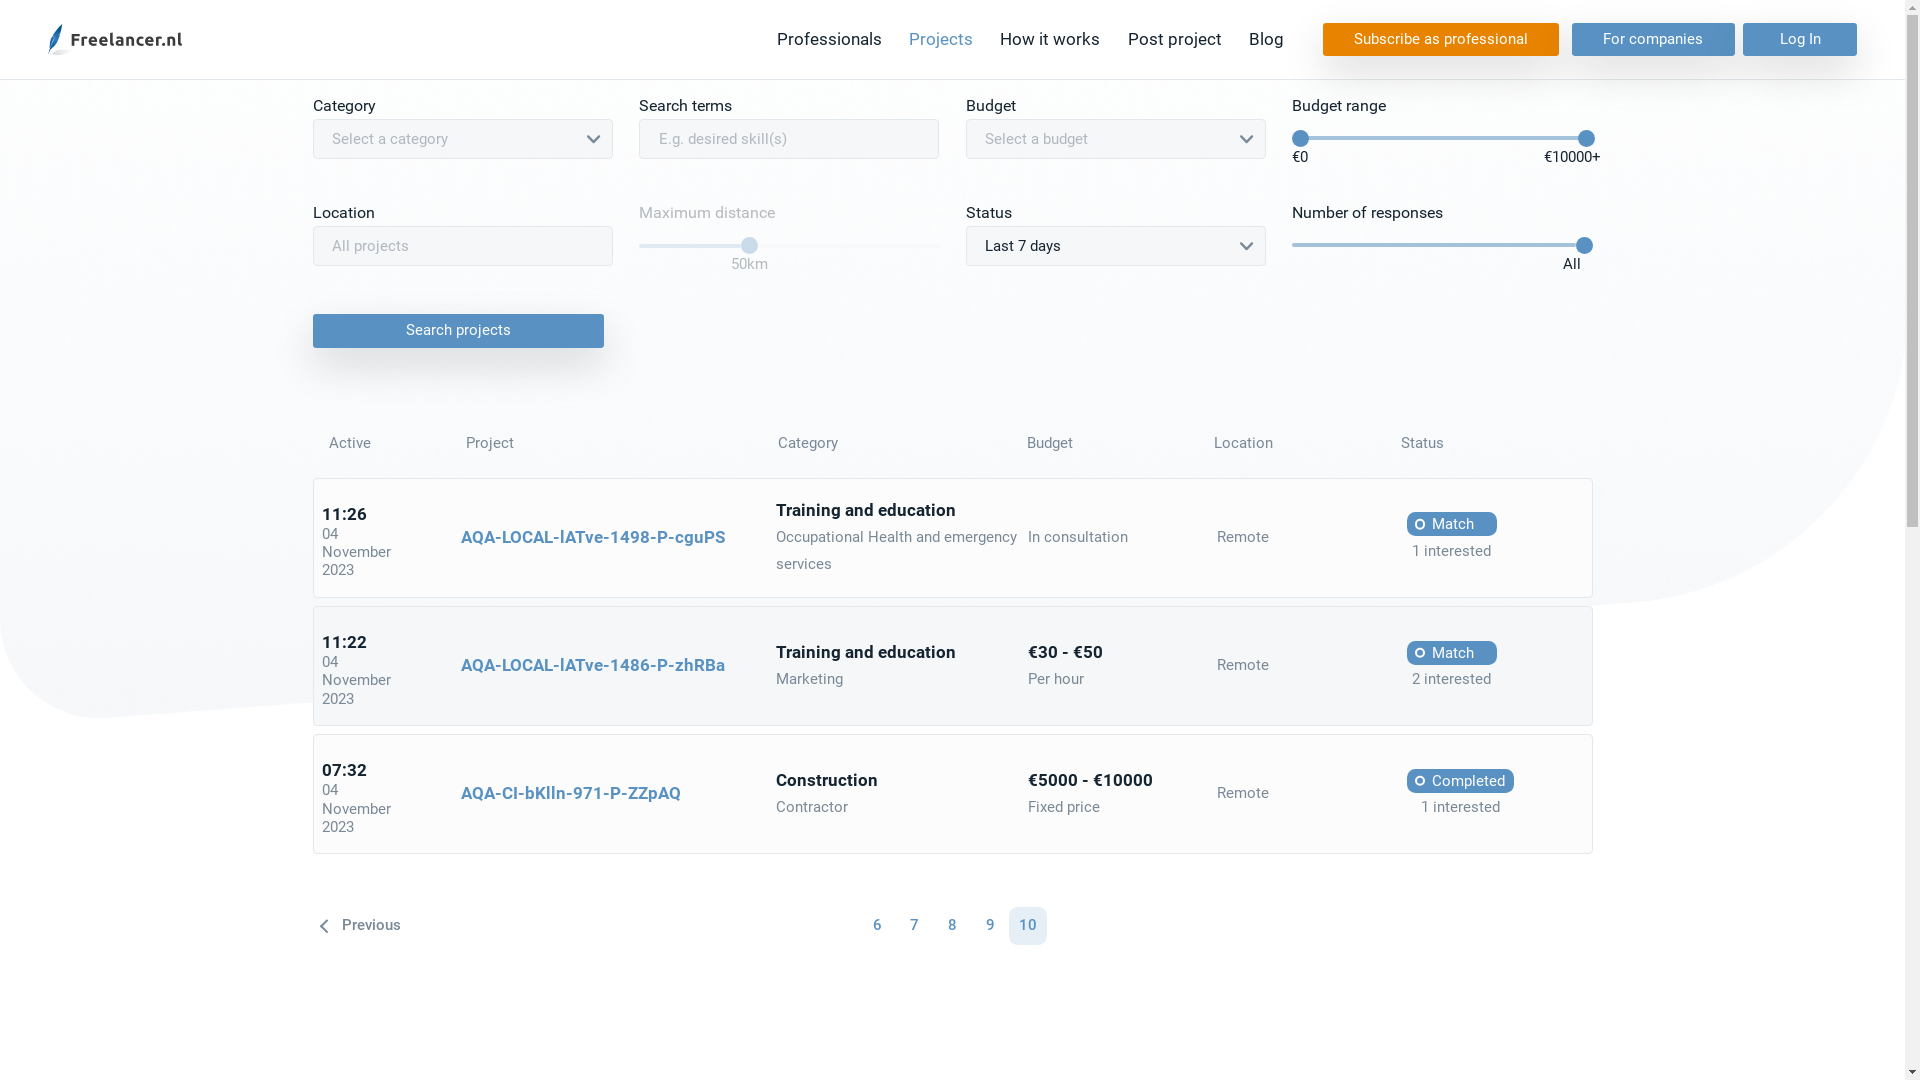 Freelancer.nl
Professionals
Projects
How it works
Post project
Blog
Subscribe as professional
For companies
Log In
Category
Search terms
Budget
Budget range
Select a category
E.g. desired skill(s)
Select a budget
€0
€10000+
Location
Maximum distance
Status
Number of responses
All projects
50km
Last 7 days
All
Search projects
Active
Project
Category
Budget
Location
Status
11:26
04
November
2023
AQA-LOCAL-lATve-1498-P-cguPS
Training and education
Occupational Health and emergency
services
In consultation
Remote
Match
1 interested
11:22
04
November
2023
AQA-LOCAL-lATve-1486-P-zhRBa
Training and education
Marketing
€30 - €50
Per hour
Remote
Match
2 interested
07:32
04
November
2023
AQA-CI-bKlln-971-P-ZZpAQ
Construction
Contractor
€5000 - €10000
Fixed price
Remote
Completed
1 interested
Previous
6
7
8
9
10